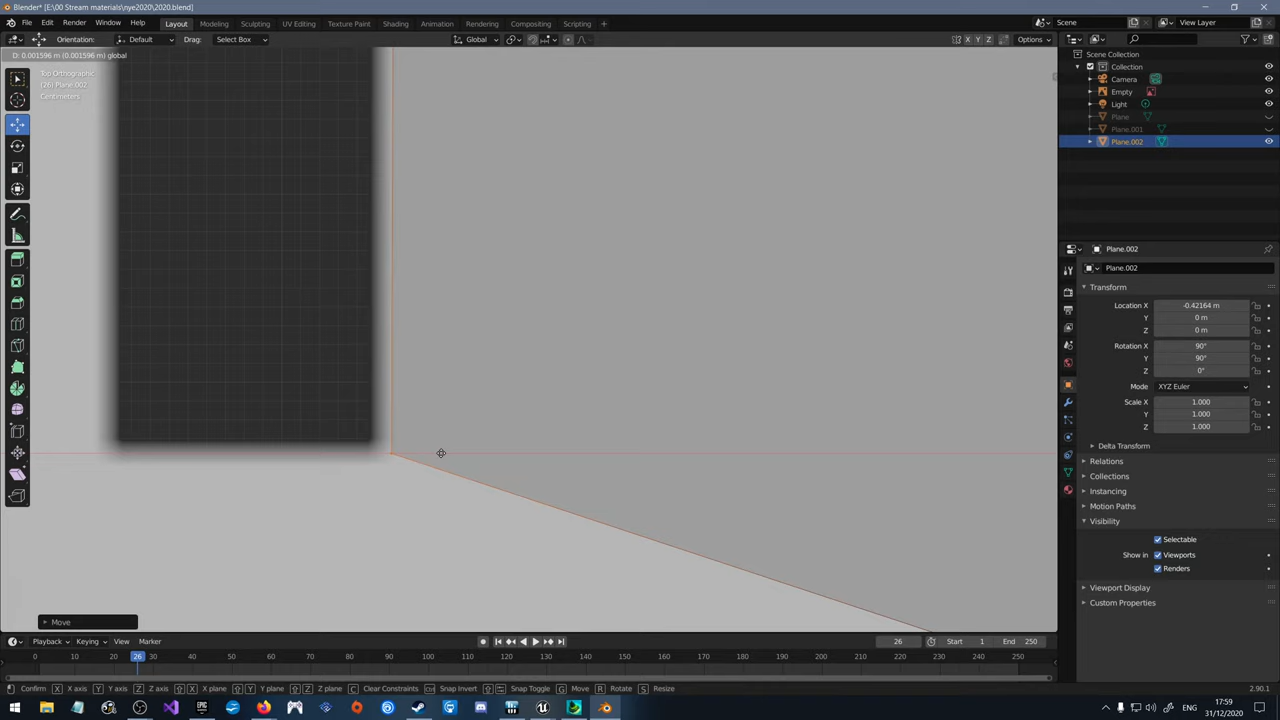 Blender* [E:\00 Stream materials\nye2020\2020.blend]
File Edit Render Window Help Layout Modeling Sculpting UV Editing Texture Paint Shading Animation Rendering Compositing Scripting + Scene View Layer
Orientation: Default Drag: Select Box Global X Y Z Options
D: 0.001596 m (0.001596 m) global
Top Orthographic
(26) Plane.002
Centimeters
Scene Collection
Collection
Camera
Empty
Light
Plane
Plane.001
Plane.002
Plane.002
Plane.002
Transform
Location X -0.42164 m
Y 0 m
Z 0 m
Rotation X 90°
Y 90°
Z 0°
Mode XYZ Euler
Scale X 1.000
Y 1.000
Z 1.000
Delta Transform
Relations
Collections
Instancing
Motion Paths
Visibility
Selectable
Show in Viewports
Renders
Viewport Display
Custom Properties
Move
Playback Keying View Marker 26 Start 1 End 250
0 10 20 26 30 40 50 60 70 80 90 100 110 120 130 140 150 160 170 180 190 200 210 220 230 240 250
Confirm X X axis Y Y axis Z Z axis X X plane Y Y plane Z Z plane C Clear Constraints Snap Invert Snap Toggle G Move R Rotate S Resize 2.90.1
ENG 17:59
31/12/2020